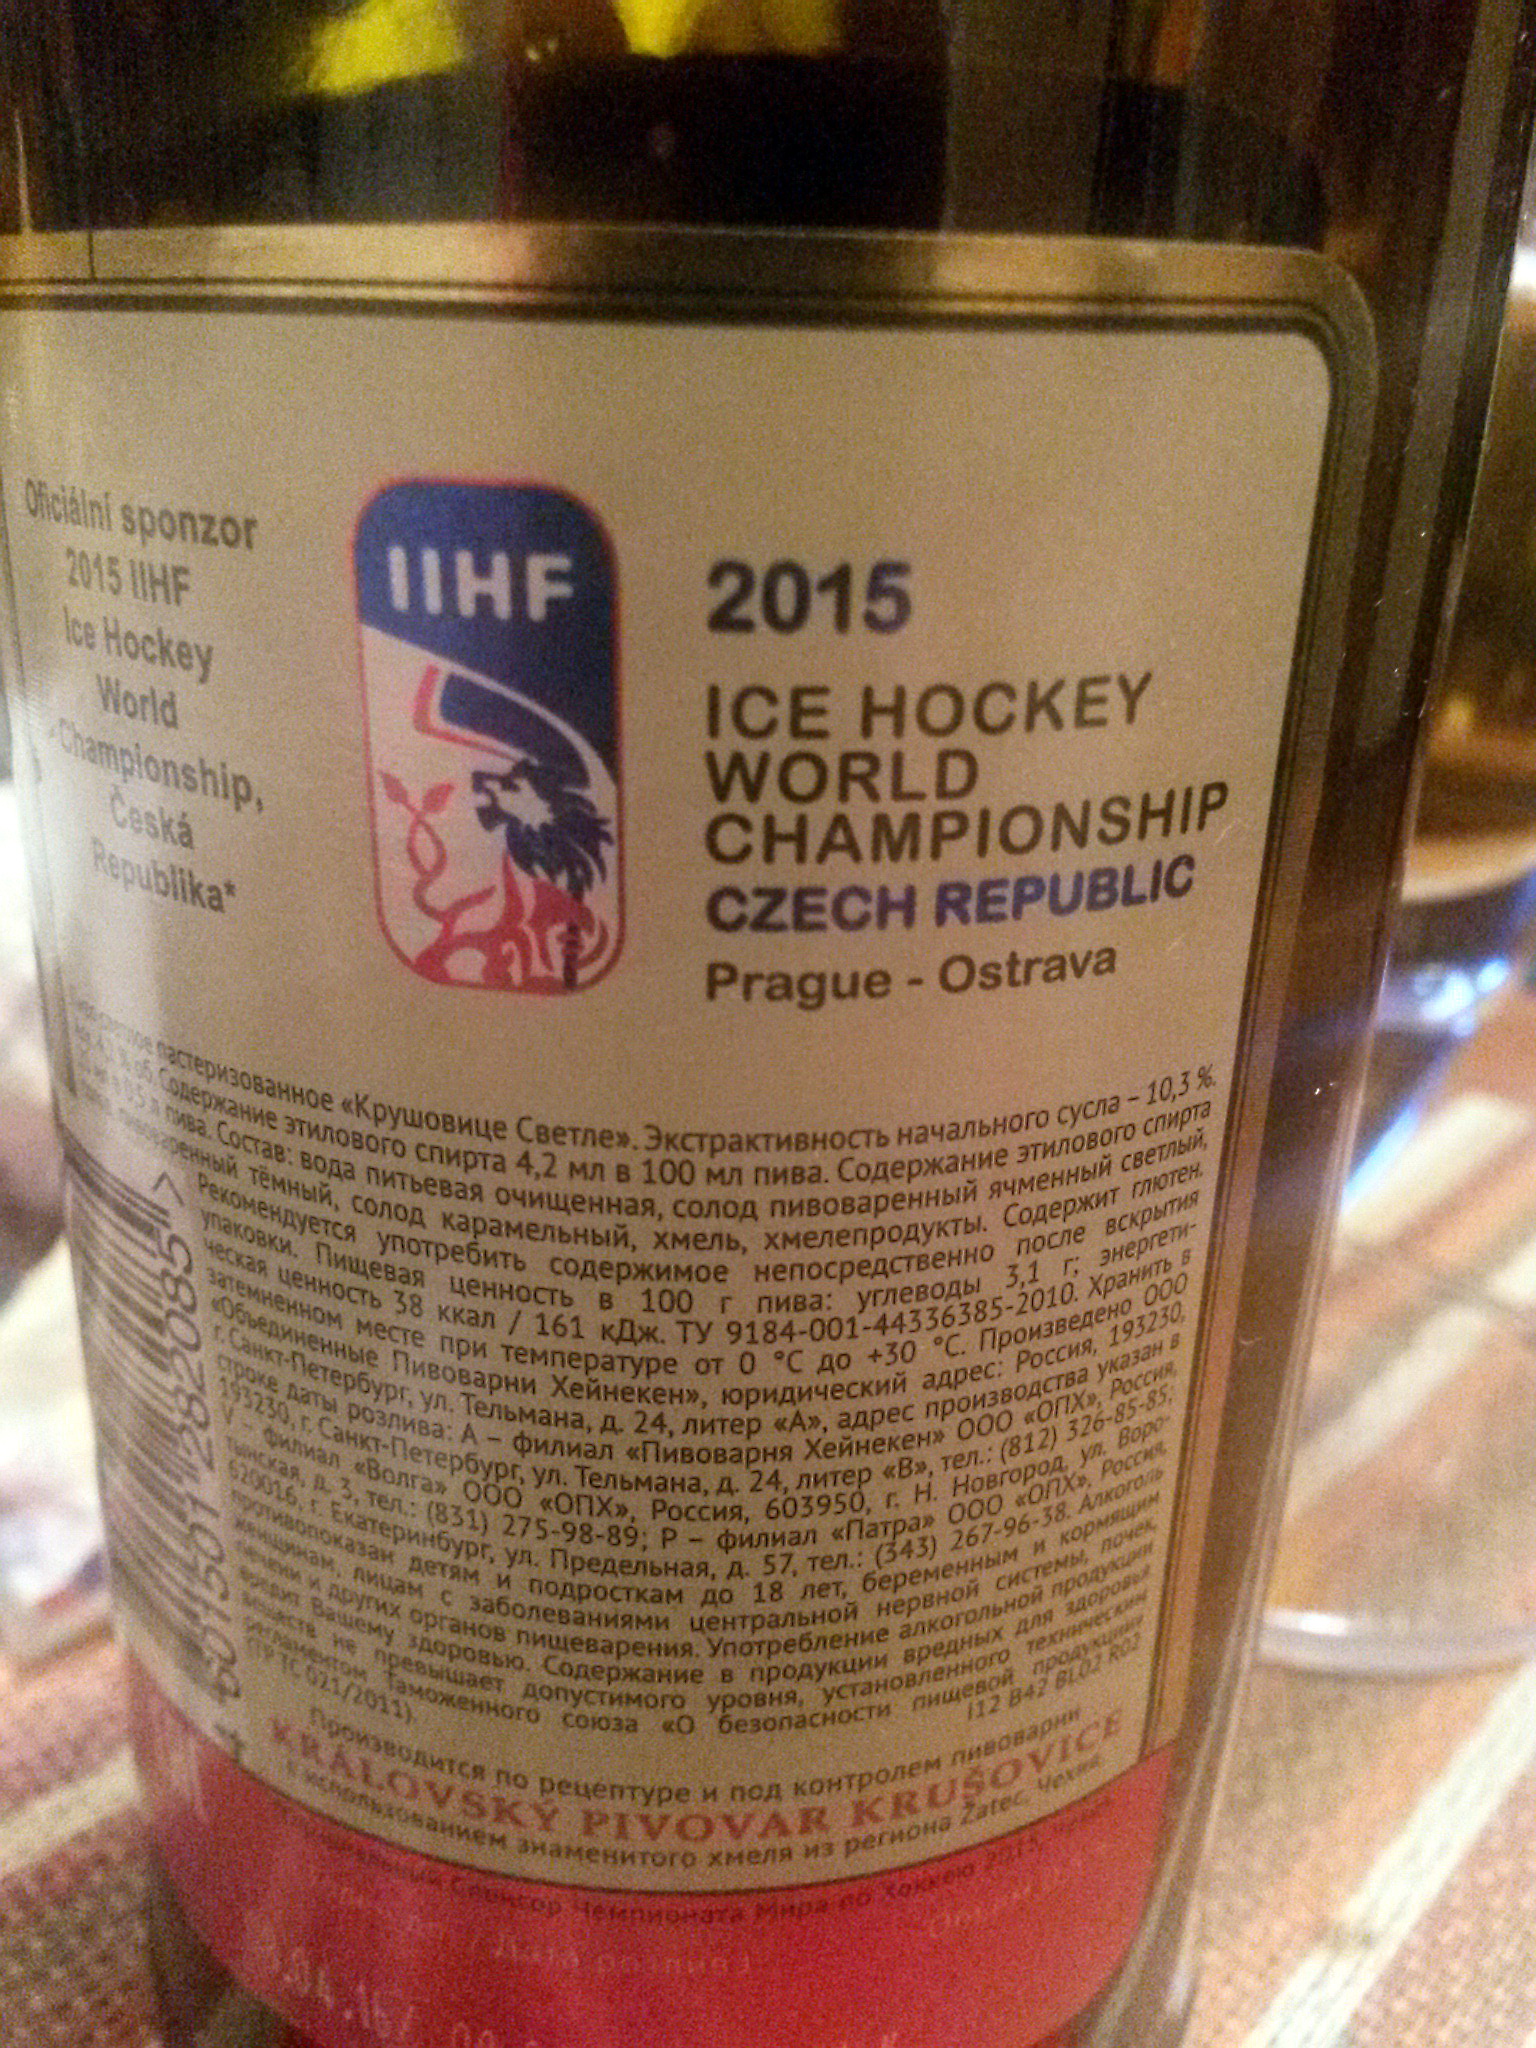 Oficiální sponzor
2015 IIHF
Ice Hockey
World
Championship,
Česká
Republika*
IIHF
2015
ICE HOCKEY
WORLD
CHAMPIONSHIP
CZECH REPUBLIC
Prague - Ostrava
пастеризованное «Крушовице Светле». Экстрактивность начального сусла – 10,3 %.
об. Содержание этилового спирта 4,2 мл в 100 мл пива. Содержание этилового спирта
в 0,5 л пива. Состав: вода питьевая очищенная, солод пивоваренный ячменный светлый,
пивоваренный тёмный, солод карамельный, хмель, хмелепродукты. Содержит глютен.
Рекомендуется употребить содержимое непосредственно после вскрытия
упаковки. Пищевая ценность в 100 г пива: углеводы 3,1 г; энергети-
ческая ценность 38 ккал / 161 кДж. ТУ 9184-001-44336385-2010. Хранить в
затемненном месте при температуре от 0 °C до +30 °C. Произведено ООО
«Объединенные Пивоварни Хейнекен», юридический адрес: Россия, 193230,
г. Санкт-Петербург, ул. Тельмана, д. 24, литер «А», адрес производства указан в
строке даты розлива: А – филиал «Пивоварня Хейнекен» ООО «ОПХ», Россия,
193230, г. Санкт-Петербург, ул. Тельмана, д. 24, литер «В», тел.: (812) 326-85-85;
V – филиал «Волга» ООО «ОПХ», Россия, 603950, г. Н. Новгород, ул. Воро-
тынская, д. 3, тел.: (831) 275-98-89; Р – филиал «Патра» ООО «ОПХ», Россия,
620016, г. Екатеринбург, ул. Предельная, д. 57, тел.: (343) 267-96-38. Алкоголь
противопоказан детям и подросткам до 18 лет, беременным и кормящим
женщинам, лицам с заболеваниями центральной нервной системы, почек,
печени и других органов пищеварения. Употребление алкогольной продукции
вредит Вашему здоровью. Содержание в продукции вредных для здоровья
веществ не превышает допустимого уровня, установленного техническим
регламентом Таможенного союза «О безопасности пищевой продукции»
(ТР ТС 021/2011).
I12 B42 BL02 R02
Производится по рецептуре и под контролем пивоварни
KRÁLOVSKÝ PIVOVAR KRUŠOVICE
с использованием знаменитого хмеля из региона Žatec, Чехия
Спонсор Чемпионата Мира по Хоккею 2015,